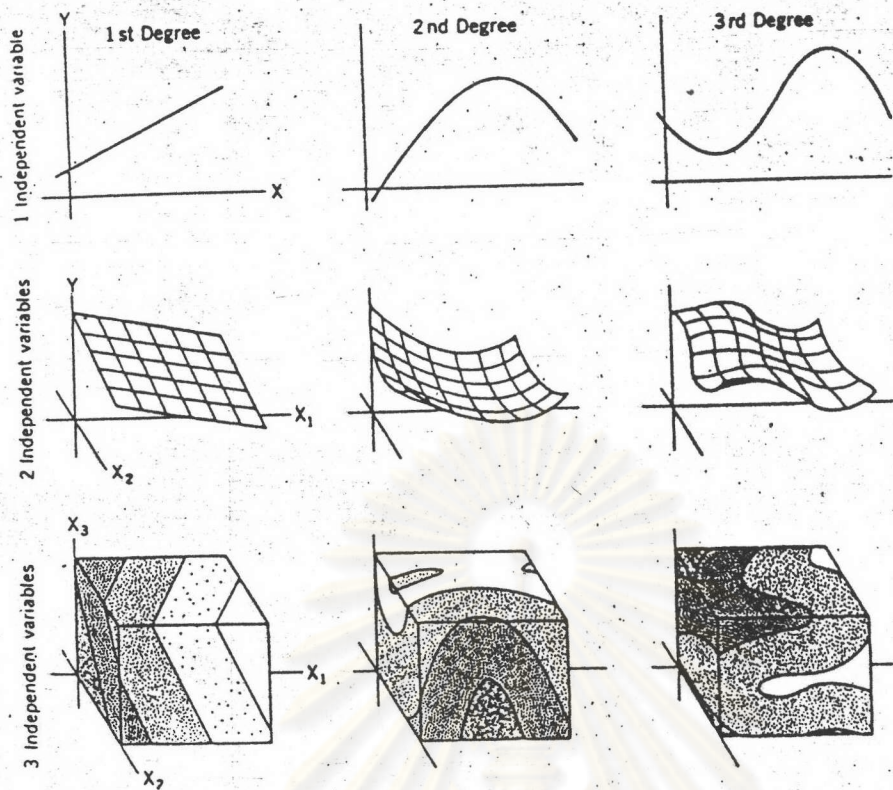 1st Degree
2nd Degree
3rd Degree
1 Independent variable
Y
X
2 Independent variables
Y
X₁
X₂
3 Independent variables
X₃
X₁
X₂